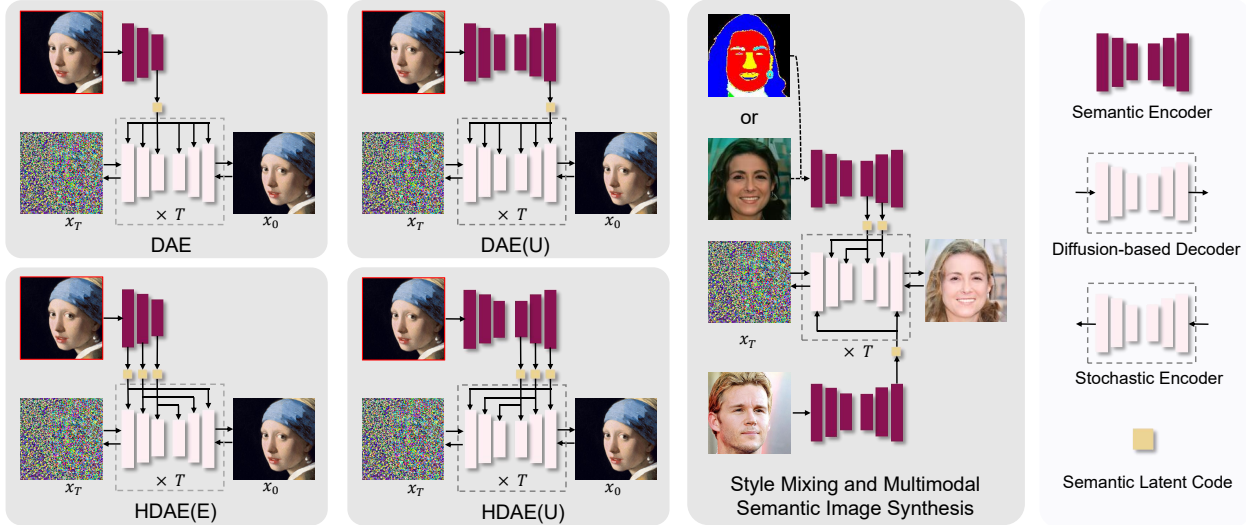 x_T
× T
x_0
DAE
x_T
× T
x_0
DAE(U)
x_T
× T
x_0
HDAE(E)
x_T
× T
x_0
HDAE(U)
or
x_T
× T
Style Mixing and Multimodal
Semantic Image Synthesis
Semantic Encoder
Diffusion-based Decoder
Stochastic Encoder
Semantic Latent Code